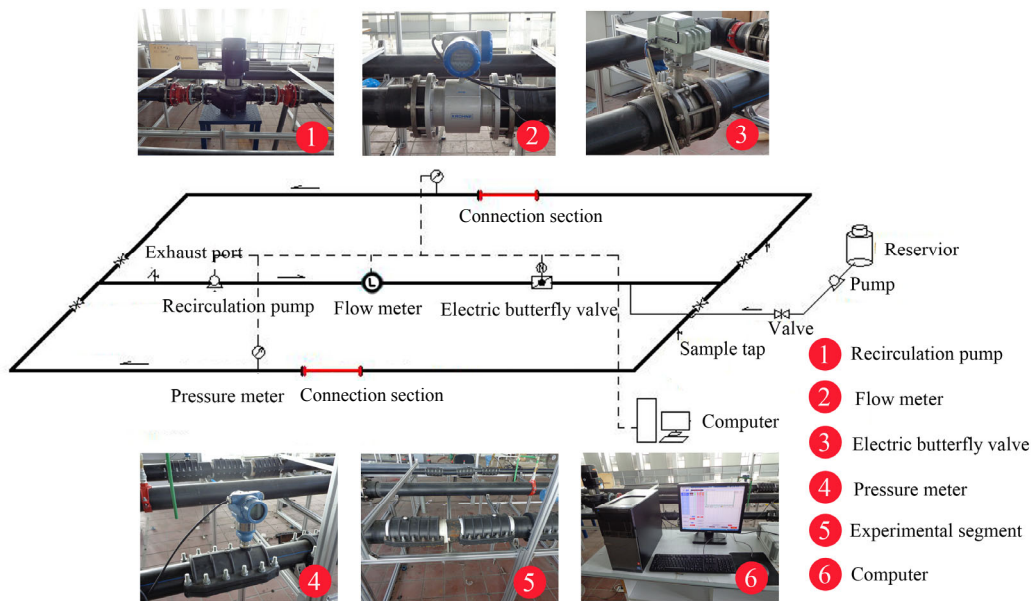 1
2
3
Connection section
Exhaust port
Reservior
L
N
Recirculation pump
Flow meter
Electric butterfly valve
Pump
Valve
Sample tap
Pressure meter
Connection section
Computer
1 Recirculation pump
2 Flow meter
3 Electric butterfly valve
4 Pressure meter
5 Experimental segment
6 Computer
4
5
6